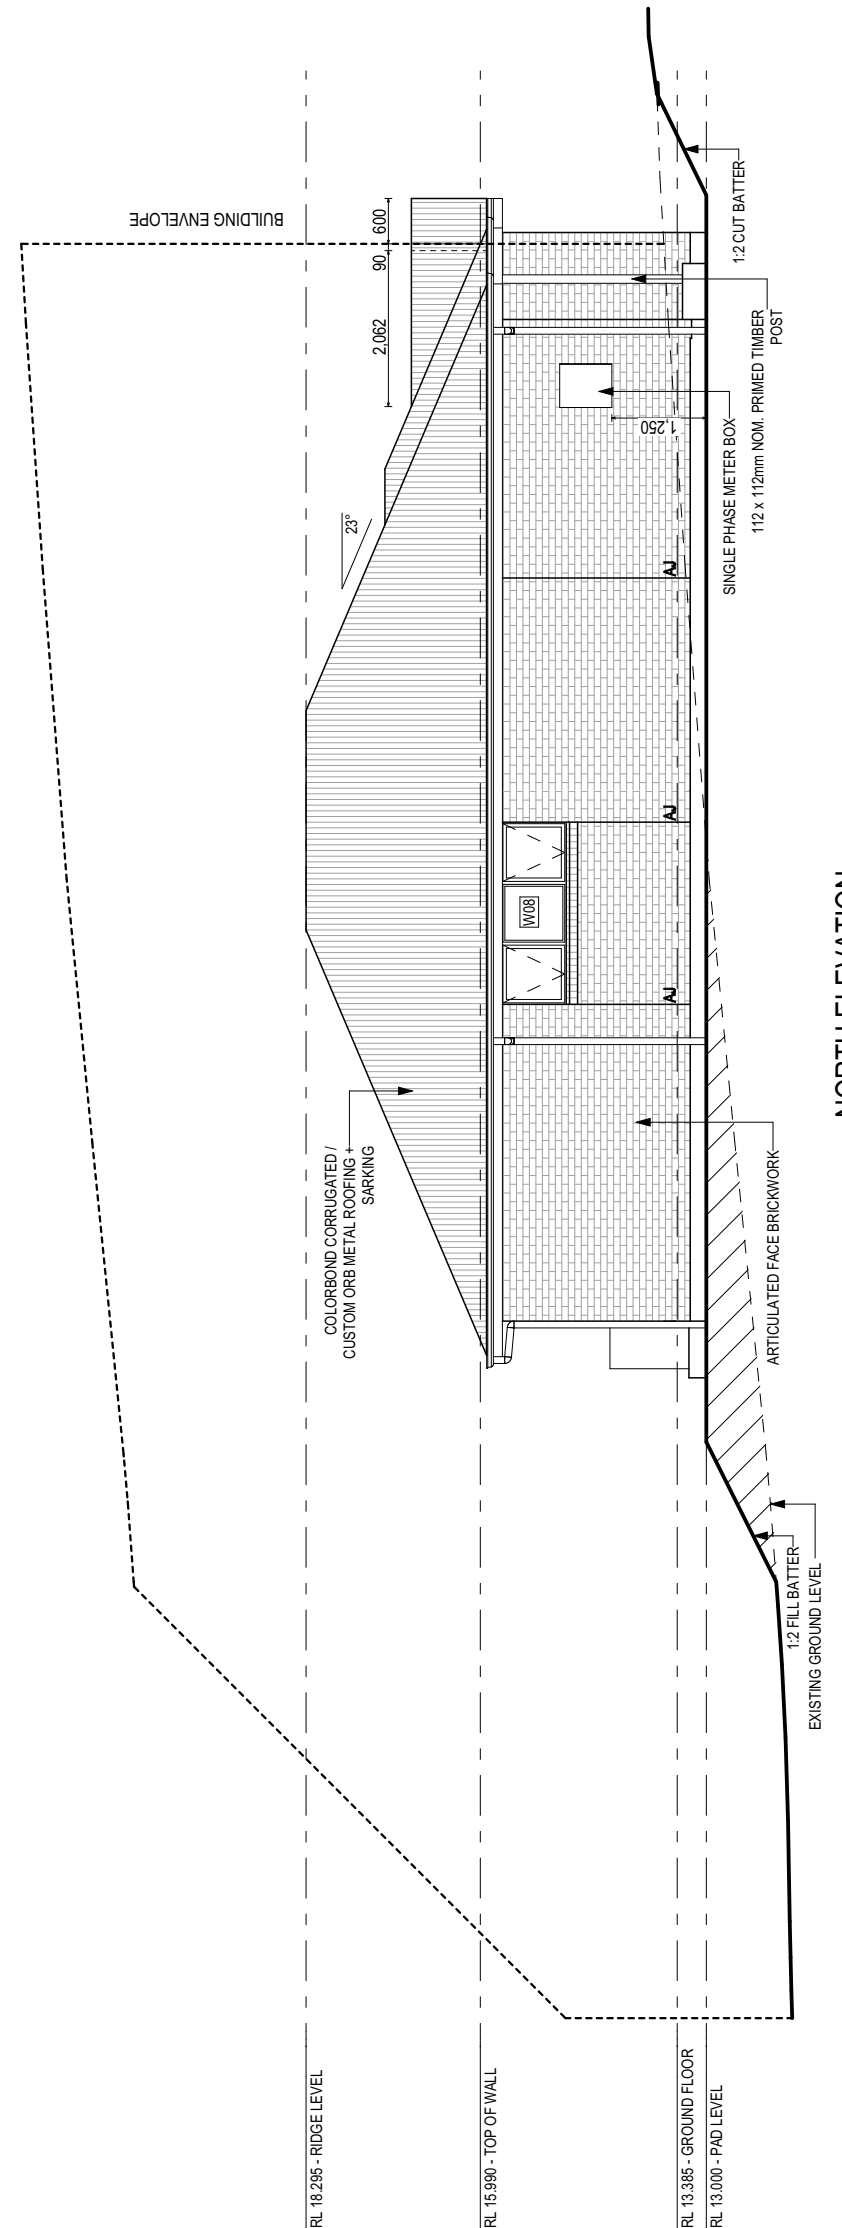 BUILDING ENVELOPE
600
90
2,062
23°
COLORBOND CORRUGATED /
CUSTOM ORB METAL ROOFING +
SARKING
W08
AJ
AJ
AJ
1,250
1:2 CUT BATTER
112 x 112mm NOM. PRIMED TIMBER
POST
SINGLE PHASE METER BOX
ARTICULATED FACE BRICKWORK
1:2 FILL BATTER
EXISTING GROUND LEVEL
RL 18.295 - RIDGE LEVEL
RL 15.990 - TOP OF WALL
RL 13.385 - GROUND FLOOR
RL 13.000 - PAD LEVEL
NORTH ELEVATION